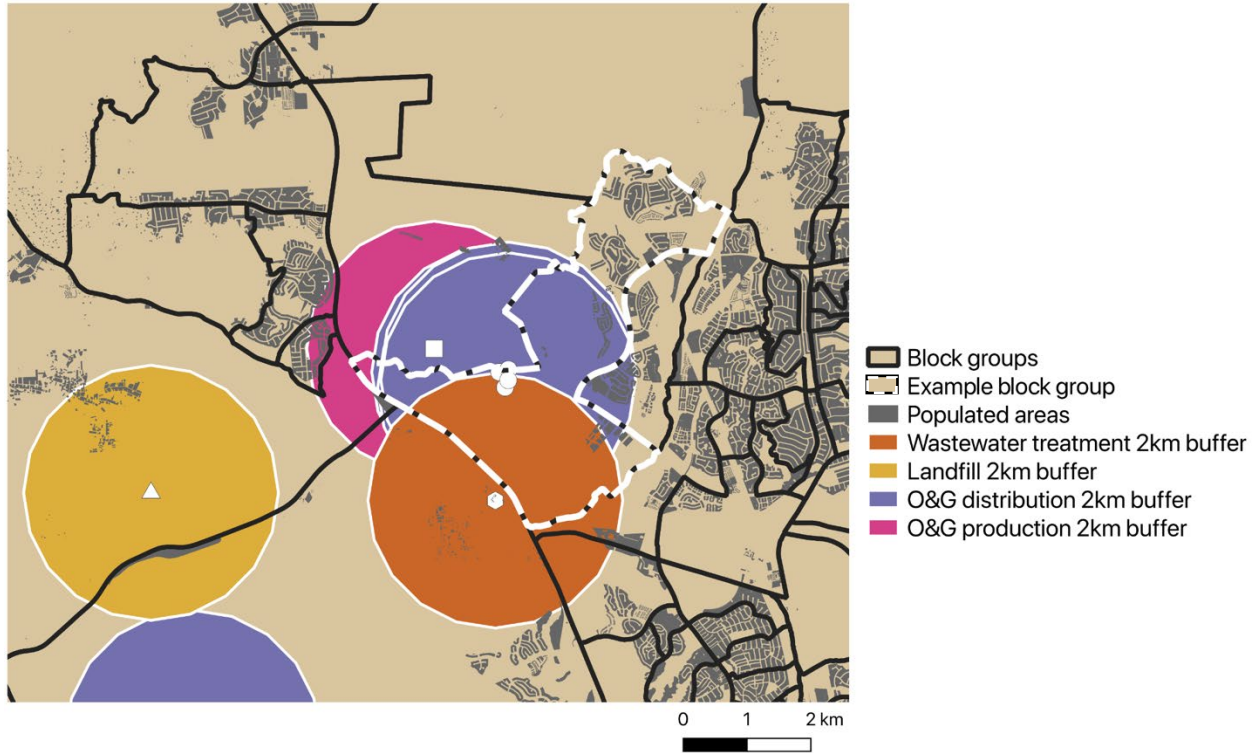 Block groups
Example block group
Populated areas
Wastewater treatment 2km buffer
Landfill 2km buffer
O&G distribution 2km buffer
O&G production 2km buffer
0 1 2 km